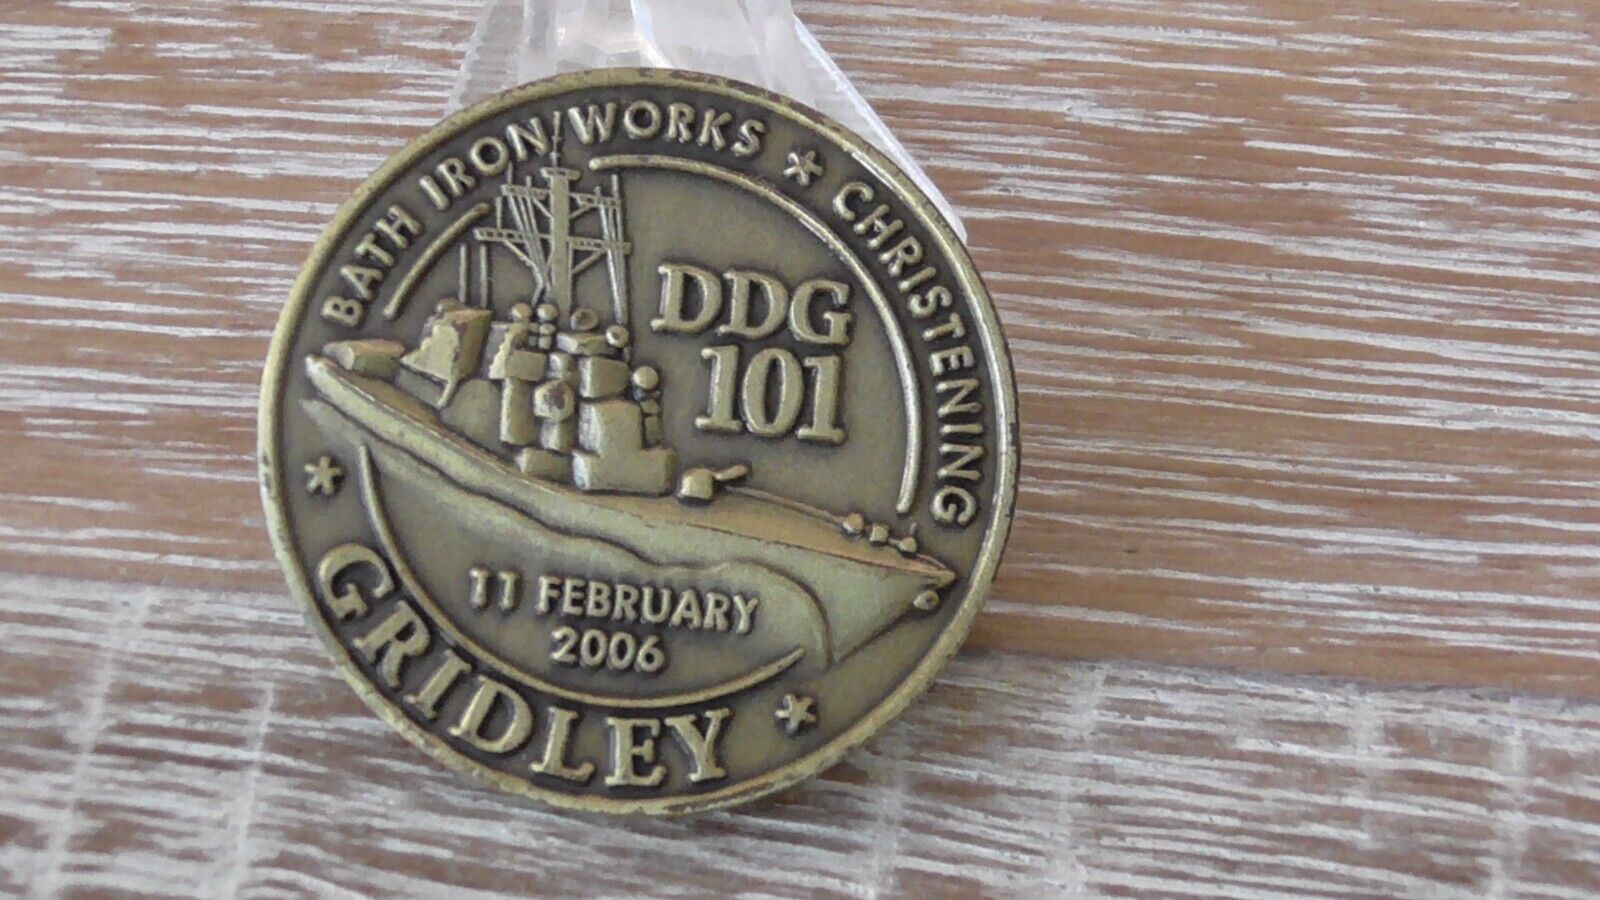 BATH IRON WORKS * CHRISTENING
DDG
101
11 FEBRUARY
2006
* GRIDLEY *